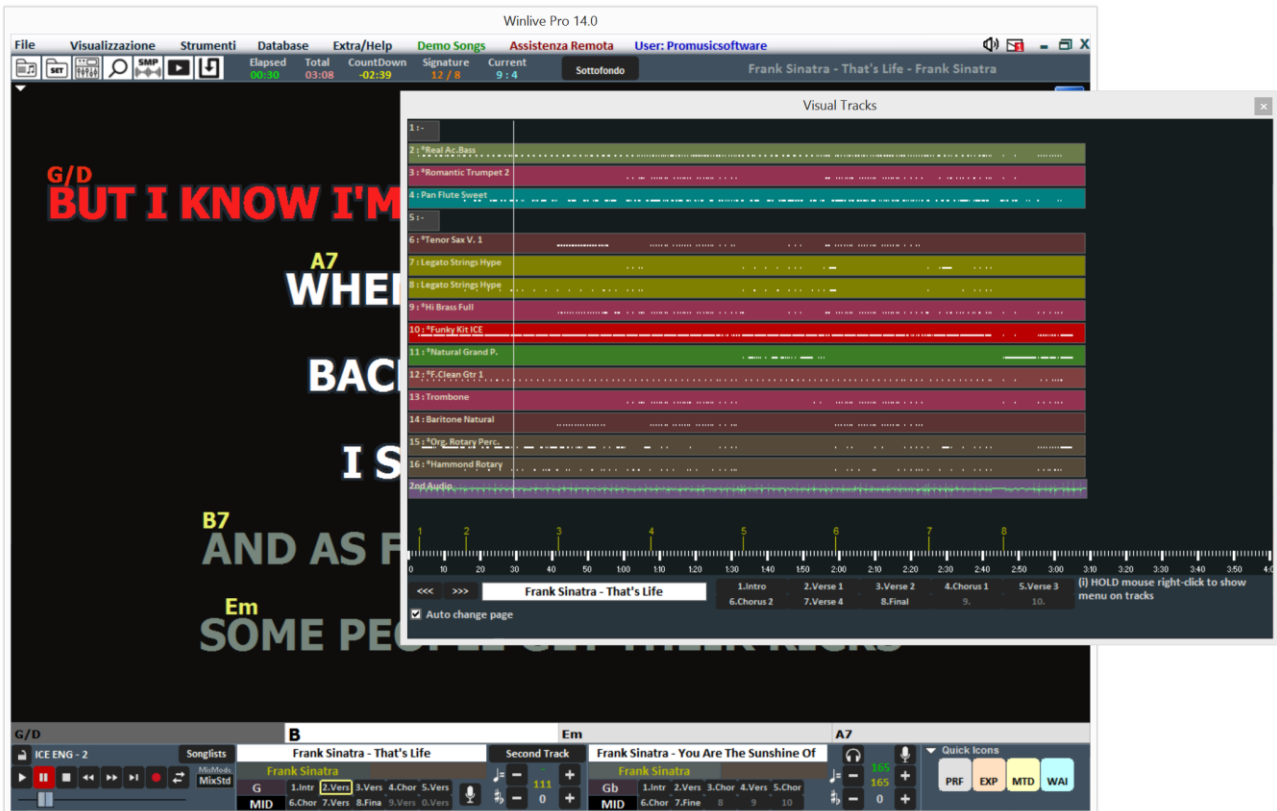 Winlive Pro 14.0
File Visualizzazione Strumenti Database Extra/Help Demo Songs Assistenza Remota User: Promusicsoftware
SET SMP Elapsed Total CountDown Signature Current
00:30 03:08 -02:39 12 / 8 9 : 4 Sottofondo Frank Sinatra - That's Life - Frank Sinatra
Visual Tracks
1 : -
2 : *Real Ac.Bass
3 : *Romantic Trumpet 2
4 : Pan Flute Sweet
5 : -
6 : *Tenor Sax V. 1
7 : Legato Strings Hype
8 : Legato Strings Hype
9 : *Hi Brass Full
10 : *Funky Kit ICE
11 : *Natural Grand P.
12 : *F.Clean Gtr 1
13 : Trombone
14 : Baritone Natural
15 : *Org. Rotary Perc.
16 : *Hammond Rotary
2nd Audio
1 2 3 4 5 6 7 8
0 10 20 30 40 50 1:00 1:10 1:20 1:30 1:40 1:50 2:00 2:10 2:20 2:30 2:40 2:50 3:00 3:10 3:20 3:30 3:40 3:50 4:0
<<< >>> Frank Sinatra - That's Life
1.Intro 2.Verse 1 3.Verse 2 4.Chorus 1 5.Verse 3
6.Chorus 2 7.Verse 4 8.Final 9. 10.
(i) HOLD mouse right-click to show
menu on tracks
Auto change page
G/D
BUT I KNOW I'M
A7
WHEN
BAC
I S
B7
AND AS F
Em
SOME PEOPLE GET THEIR KICKS
G/D B Em A7
ICE ENG - 2 Songlists Frank Sinatra - That's Life Second Track Frank Sinatra - You Are The Sunshine Of Quick Icons
MixMods Frank Sinatra 111 Frank Sinatra 165
MixStd G 1.Intr 2.Vers 3.Vers 4.Chor 5.Vers Gb 1.Intr 2.Vers 3.Chor 4.Vers 5.Chor 165 PRF EXP MTD WAI
MID 6.Chor 7.Vers 8.Fina 9.Vers 0.Vers 0 MID 6.Chor 7.Fine 8 9 10 0